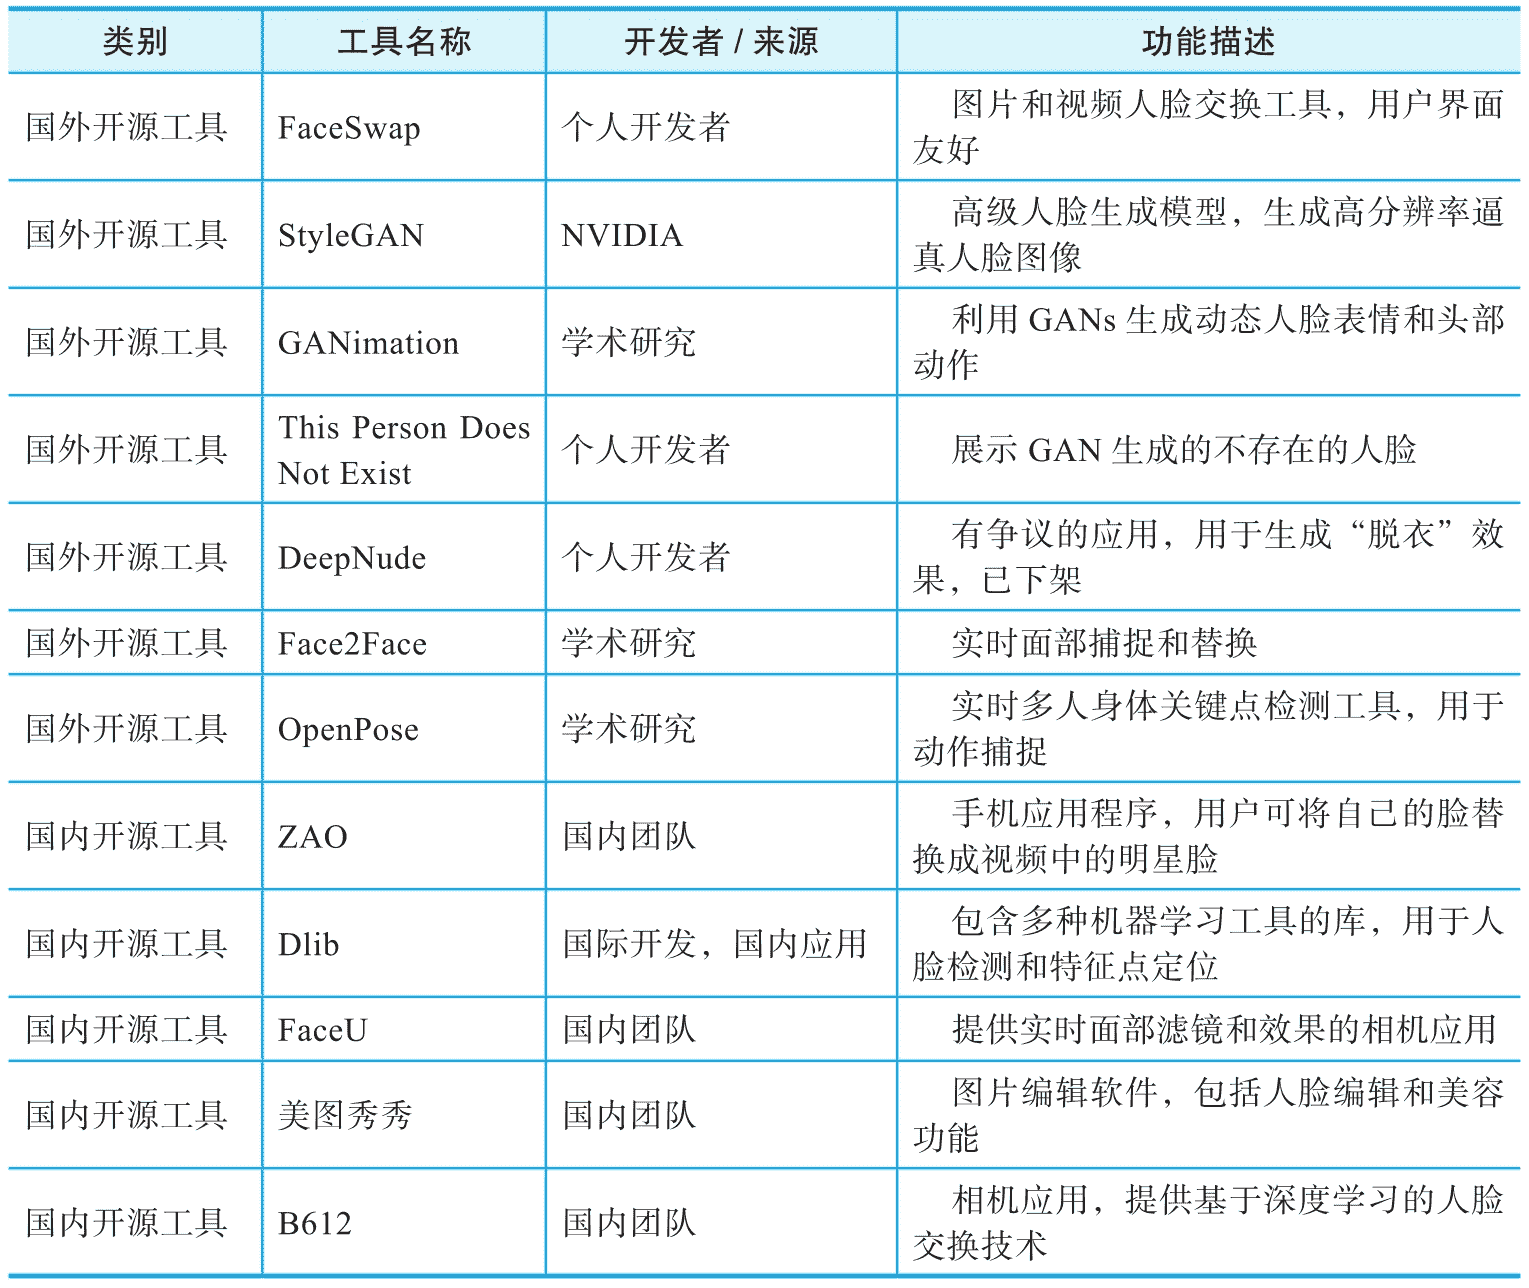 类别 工具名称 开发者 / 来源 功能描述
国外开源工具 FaceSwap 个人开发者 图片和视频人脸交换工具，用户界面
友好
国外开源工具 StyleGAN NVIDIA 高级人脸生成模型，生成高分辨率逼
真人脸图像
国外开源工具 GANimation 学术研究 利用 GANs 生成动态人脸表情和头部
动作
国外开源工具 This Person Does
Not Exist 个人开发者 展示 GAN 生成的不存在的人脸
国外开源工具 DeepNude 个人开发者 有争议的应用，用于生成“脱衣”效
果，已下架
国外开源工具 Face2Face 学术研究 实时面部捕捉和替换
国外开源工具 OpenPose 学术研究 实时多人身体关键点检测工具，用于
动作捕捉
国内开源工具 ZAO 国内团队 手机应用程序，用户可将自己的脸替
换成视频中的明星脸
国内开源工具 Dlib 国际开发，国内应用 包含多种机器学习工具的库，用于人
脸检测和特征点定位
国内开源工具 FaceU 国内团队 提供实时面部滤镜和效果的相机应用
国内开源工具 美图秀秀 国内团队 图片编辑软件，包括人脸编辑和美容
功能
国内开源工具 B612 国内团队 相机应用，提供基于深度学习的人脸
交换技术